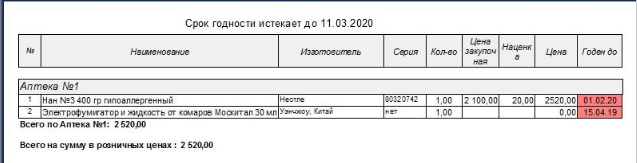 Срок годности истекает до 11.03.2020
№ Наименование Изготовитель Серия Кол-во Цена закупочная Наценка Цена Годен до
Аптека №1
1 Нан №3 400 гр гипоаллергенный Нестле 80320742 1,00 2 100,00 20,00 2520,00 01.02.20
2 Электрофумигатор и жидкость от комаров Москитал 30 мл Уэнчжоу, Китай нет 1,00 0,00 15.04.19
Всего по Аптека №1: 2 520,00
Всего на сумму в розничных ценах : 2 520,00